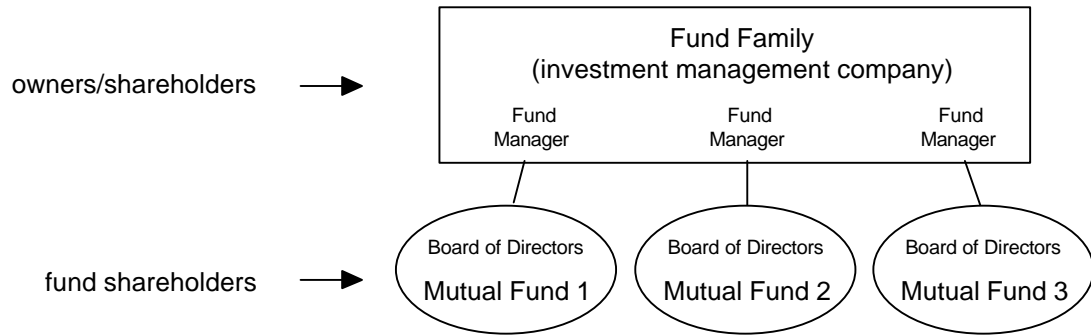 Fund Family
(investment management company)
owners/shareholders
Fund
Manager
Fund
Manager
Fund
Manager
Board of Directors
Mutual Fund 1
Board of Directors
Mutual Fund 2
Board of Directors
Mutual Fund 3
fund shareholders